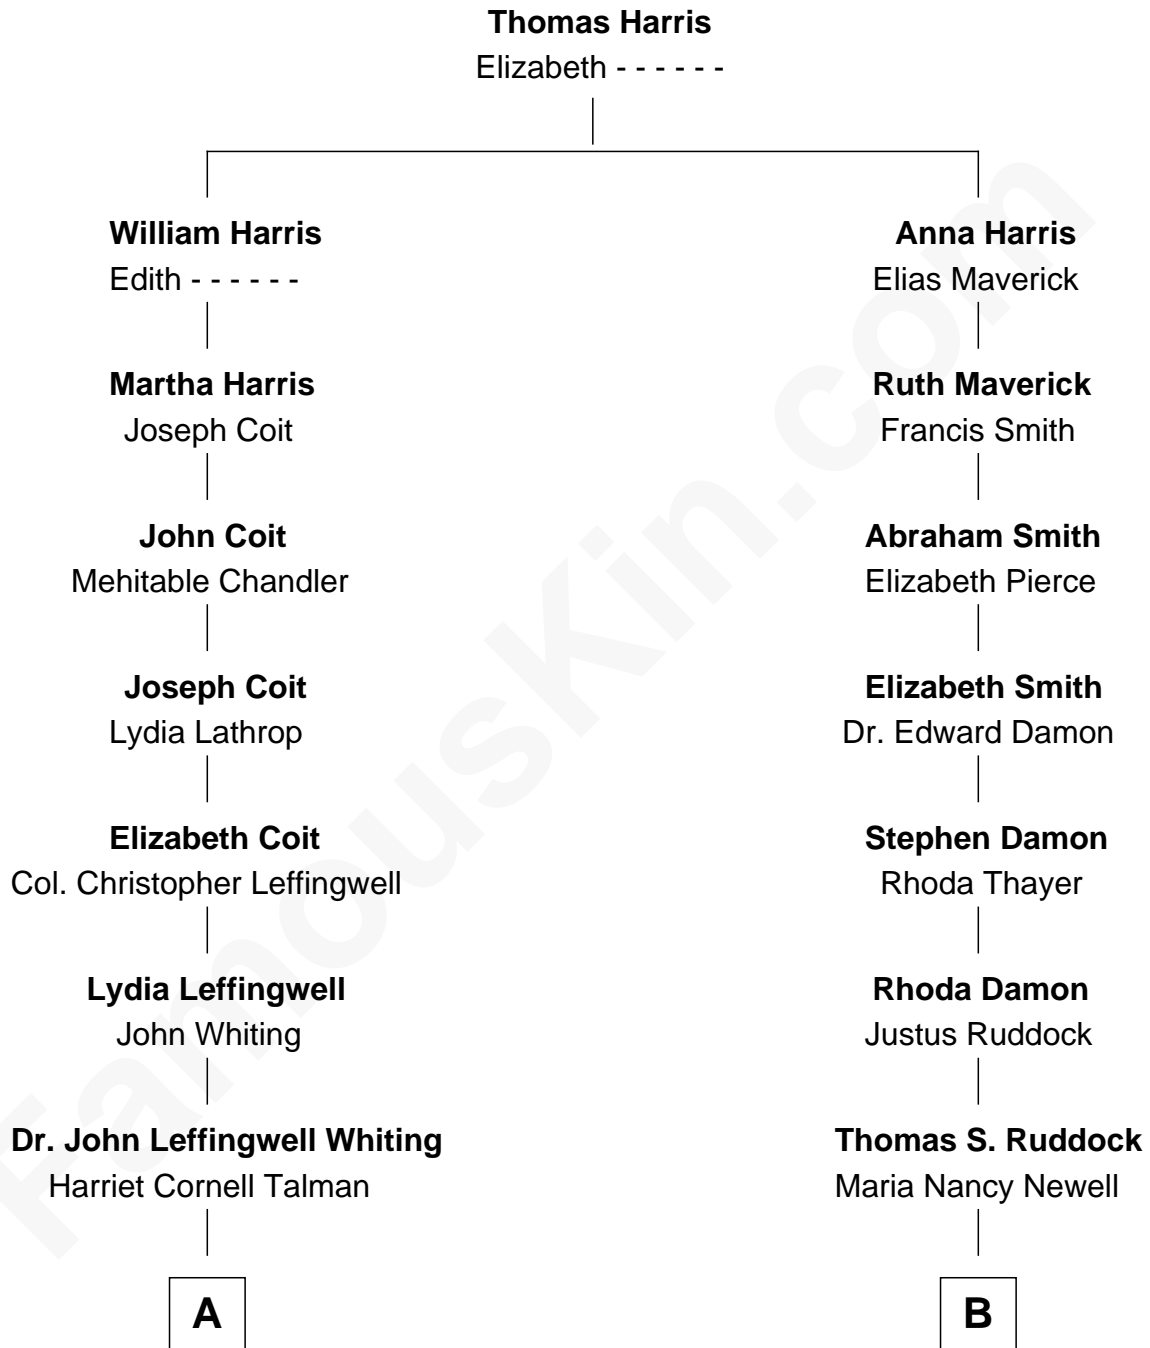 Thomas Harris
Elizabeth - - - - - -
William Harris
Edith - - - - - -
Anna Harris
Elias Maverick
Martha Harris
Joseph Coit
Ruth Maverick
Francis Smith
John Coit
Mehitable Chandler
Abraham Smith
Elizabeth Pierce
Joseph Coit
Lydia Lathrop
Elizabeth Smith
Dr. Edward Damon
Elizabeth Coit
Col. Christopher Leffingwell
Stephen Damon
Rhoda Thayer
Lydia Leffingwell
John Whiting
Rhoda Damon
Justus Ruddock
Dr. John Leffingwell Whiting
Harriet Cornell Talman
Thomas S. Ruddock
Maria Nancy Newell
A
B
FamousKin.com